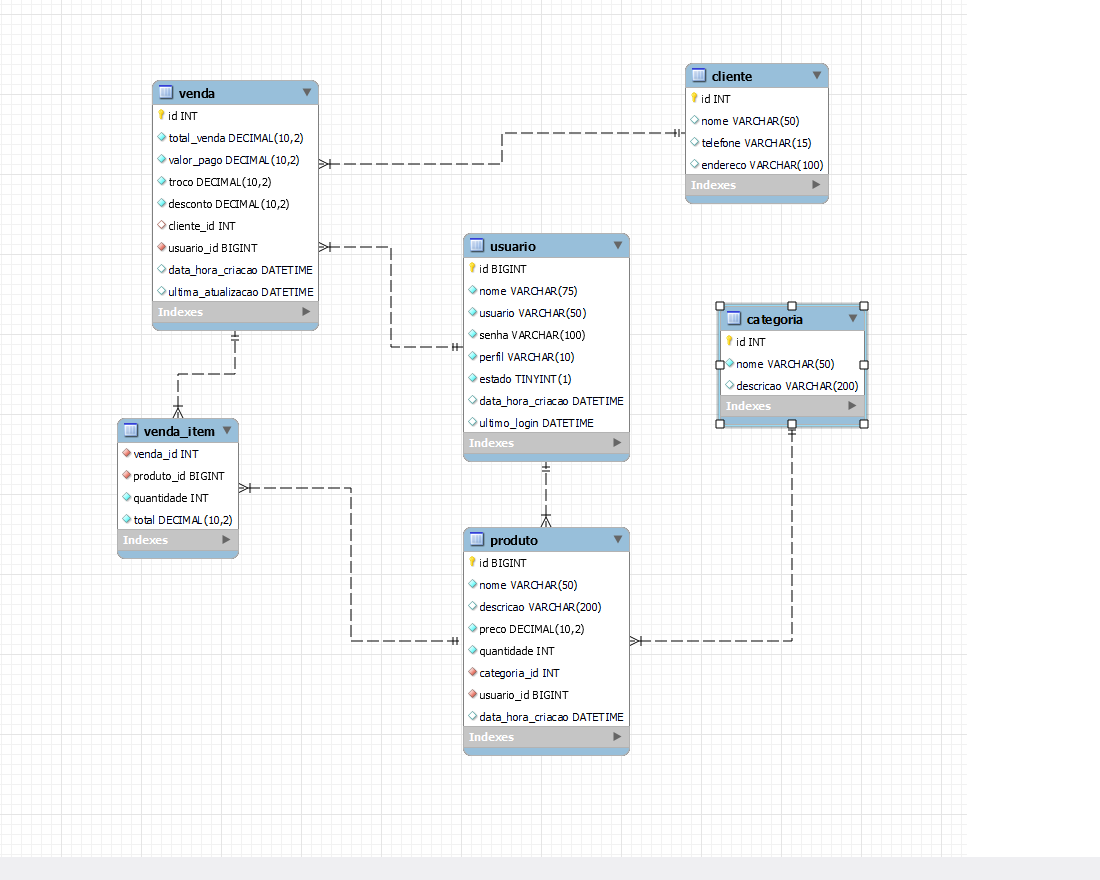 venda
id INT
total_venda DECIMAL(10,2)
valor_pago DECIMAL(10,2)
troco DECIMAL(10,2)
desconto DECIMAL(10,2)
cliente_id INT
usuario_id BIGINT
data_hora_criacao DATETIME
ultima_atualizacao DATETIME
Indexes
cliente
id INT
nome VARCHAR(50)
telefone VARCHAR(15)
endereco VARCHAR(100)
Indexes
usuario
id BIGINT
nome VARCHAR(75)
usuario VARCHAR(50)
senha VARCHAR(100)
perfil VARCHAR(10)
estado TINYINT(1)
data_hora_criacao DATETIME
ultimo_login DATETIME
Indexes
categoria
id INT
nome VARCHAR(50)
descricao VARCHAR(200)
Indexes
venda_item
venda_id INT
produto_id BIGINT
quantidade INT
total DECIMAL(10,2)
Indexes
produto
id BIGINT
nome VARCHAR(50)
descricao VARCHAR(200)
preco DECIMAL(10,2)
quantidade INT
categoria_id INT
usuario_id BIGINT
data_hora_criacao DATETIME
Indexes